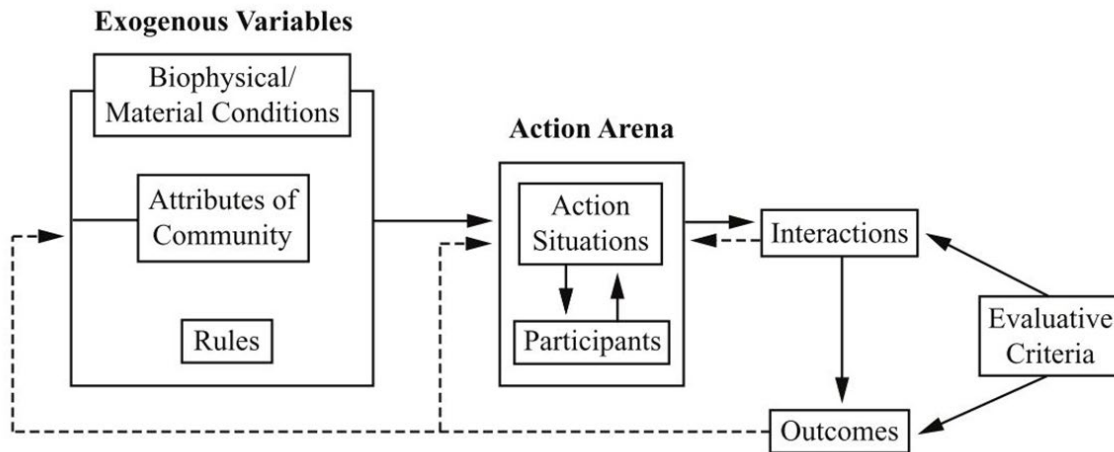 Exogenous Variables
Biophysical/
Material Conditions
Attributes of
Community
Rules
Action Arena
Action
Situations
Participants
Interactions
Outcomes
Evaluative
Criteria